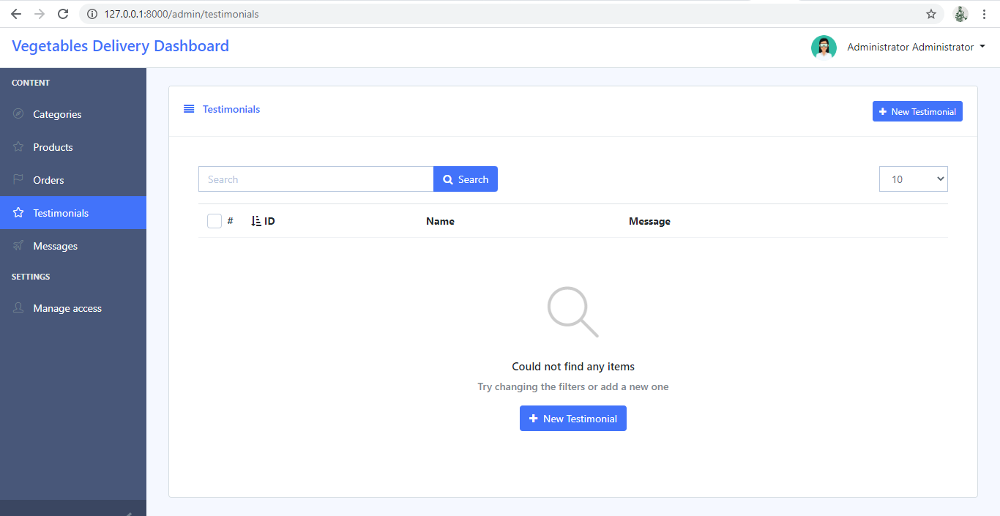 127.0.0.1:8000/admin/testimonials
Vegetables Delivery Dashboard
Administrator Administrator
CONTENT
Categories
Products
Orders
Testimonials
Messages
SETTINGS
Manage access
Testimonials
New Testimonial
Search
Search
10
# ID Name Message
Could not find any items
Try changing the filters or add a new one
New Testimonial